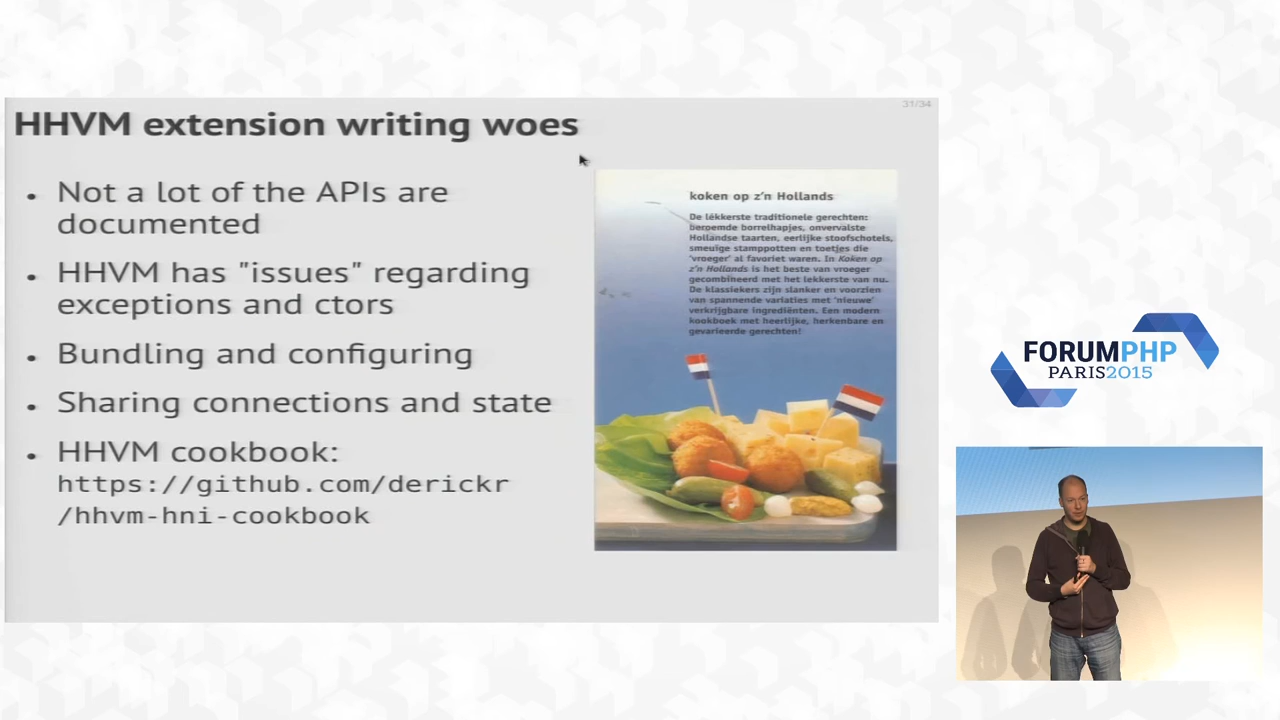 31/34
HHVM extension writing woes
• Not a lot of the APIs are
documented
• HHVM has "issues" regarding
exceptions and ctors
• Bundling and configuring
• Sharing connections and state
• HHVM cookbook:
https://github.com/derickr
/hhvm-hni-cookbook
koken op z'n Hollands
De lékkerste traditionele gerechten:
beroemde borrelhapjes, onvervalste
Hollandse taarten, eerlijke stoofschotels,
smeuïge stamppotten en toetjes die
'vroeger' al favoriet waren. In Koken op
z'n Hollands is het beste van vroeger
gecombineerd met het lekkerste van nu.
De klassiekers zijn slanker en voorzien
van spannende variaties met 'nieuwe'
verkrijgbare ingrediënten. Een modern
kookboek met heerlijke, herkenbare en
gevarieerde gerechten!
FORUMPHP
PARIS2015